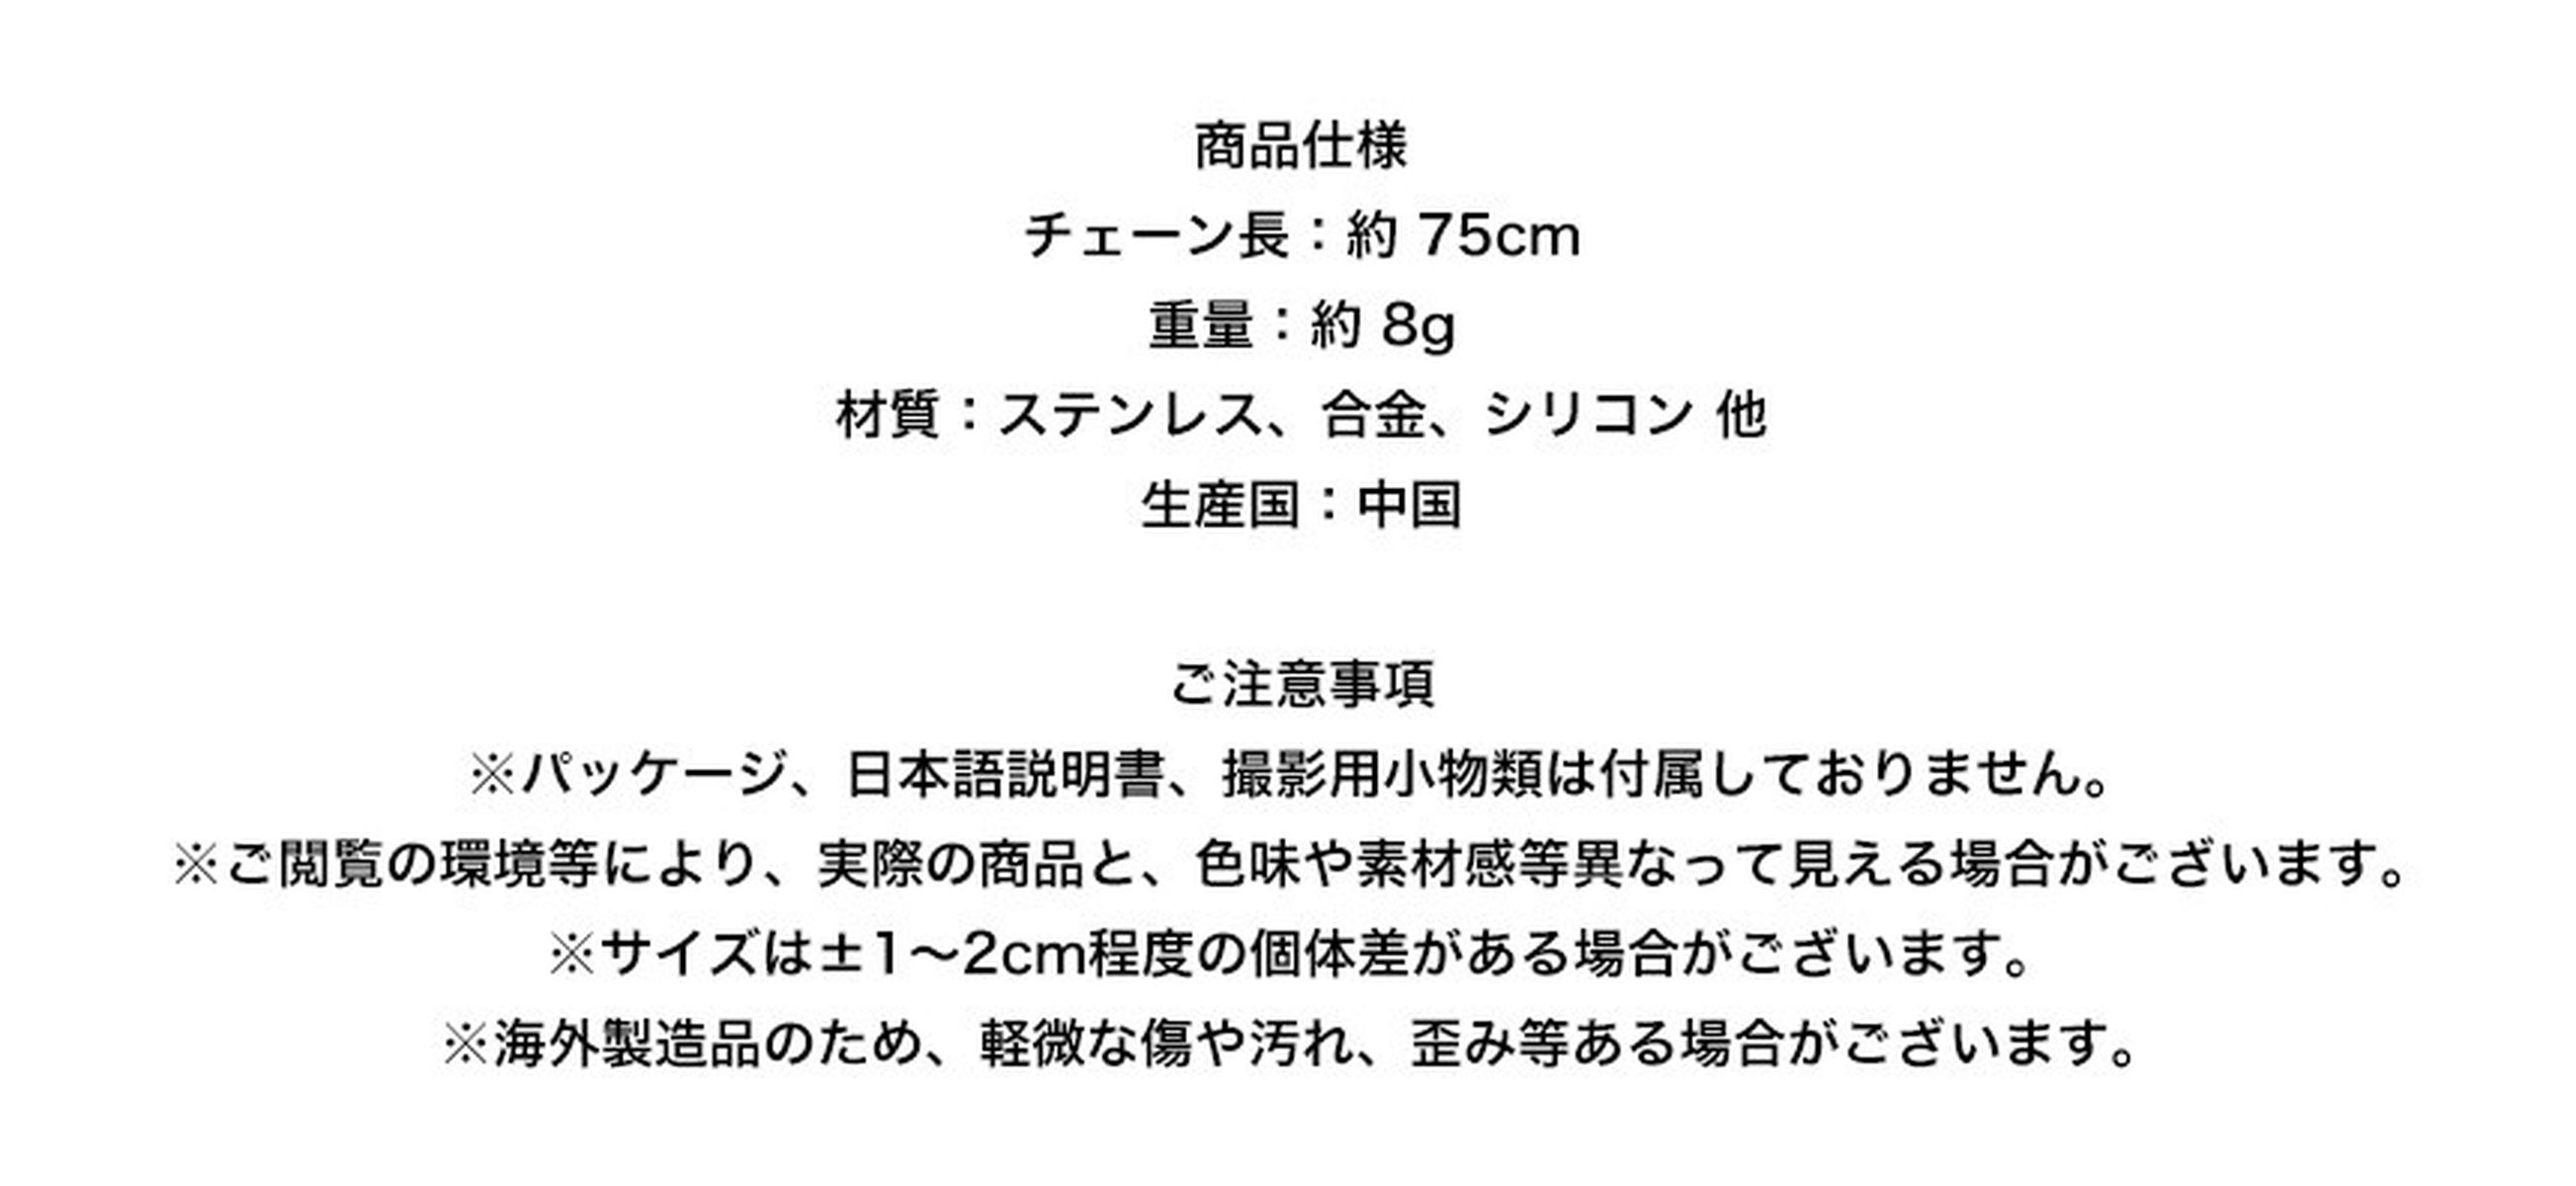 商品仕様
チェーン長：約 75cm
重量：約 8g
材質：ステンレス、合金、シリコン 他
生産国：中国
ご注意事項
※パッケージ、日本語説明書、撮影用小物類は付属しておりません。
※ご閲覧の環境等により、実際の商品と、色味や素材感等異なって見える場合がございます。
※サイズは±1〜2cm程度の個体差がある場合がございます。
※海外製造品のため、軽微な傷や汚れ、歪み等ある場合がございます。